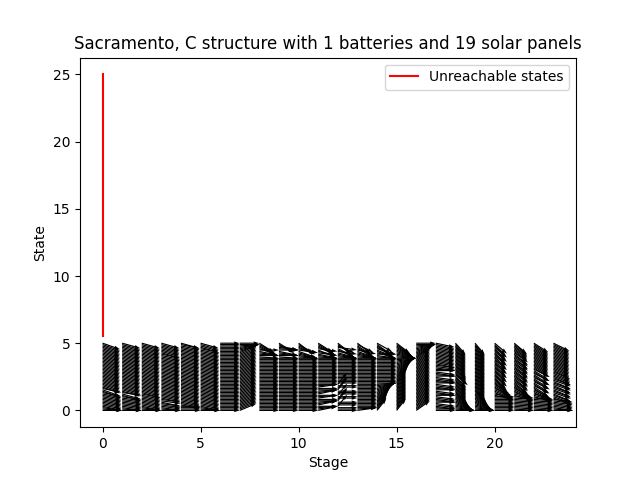 Sacramento, C structure with 1 batteries and 19 solar panels
Unreachable states
25
20
15
10
5
0
State
0 5 10 15 20
Stage